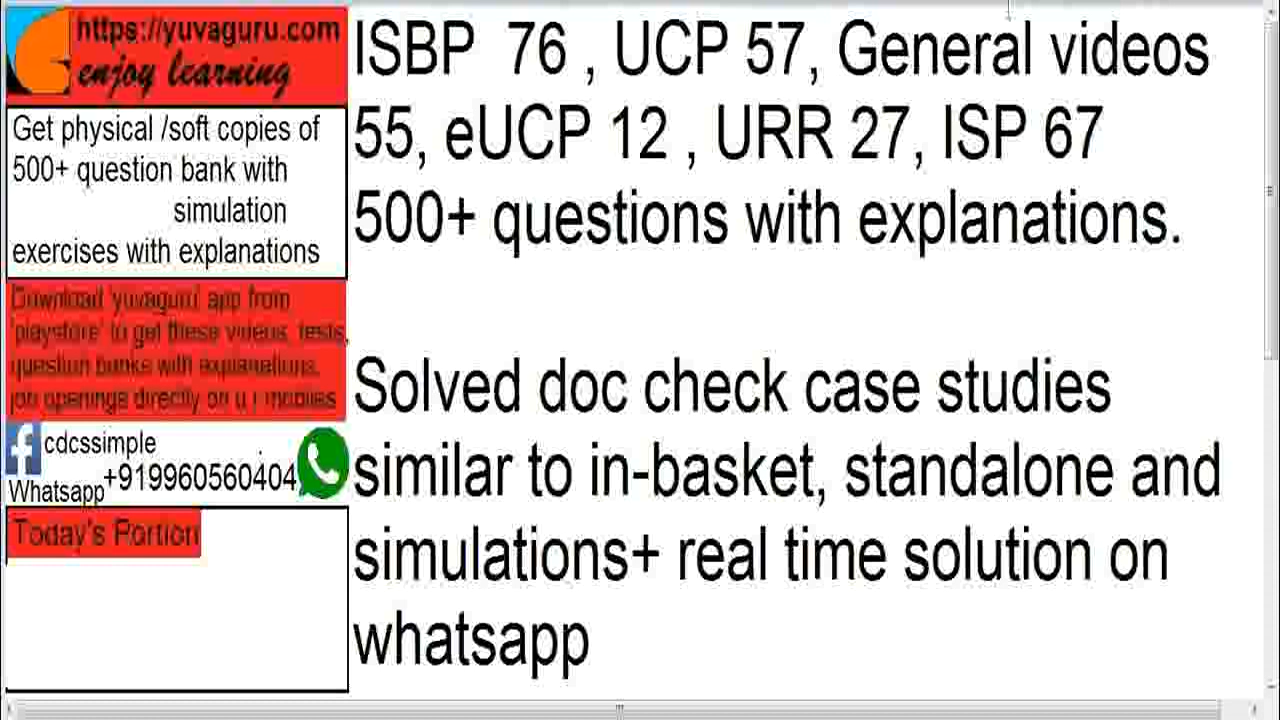 https://yuvaguru.com
enjoy learning
Get physical /soft copies of
500+ question bank with
simulation
exercises with explanations
Download 'yuvaguru' app from
'playstore' to get these videos, tests,
question banks with explanations,
job openings directly on u r mobiles
cdcssimple
Whatsapp +919960560404
Today's Portion
ISBP 76 , UCP 57, General videos
55, eUCP 12 , URR 27, ISP 67
500+ questions with explanations.
Solved doc check case studies
similar to in-basket, standalone and
simulations+ real time solution on
whatsapp